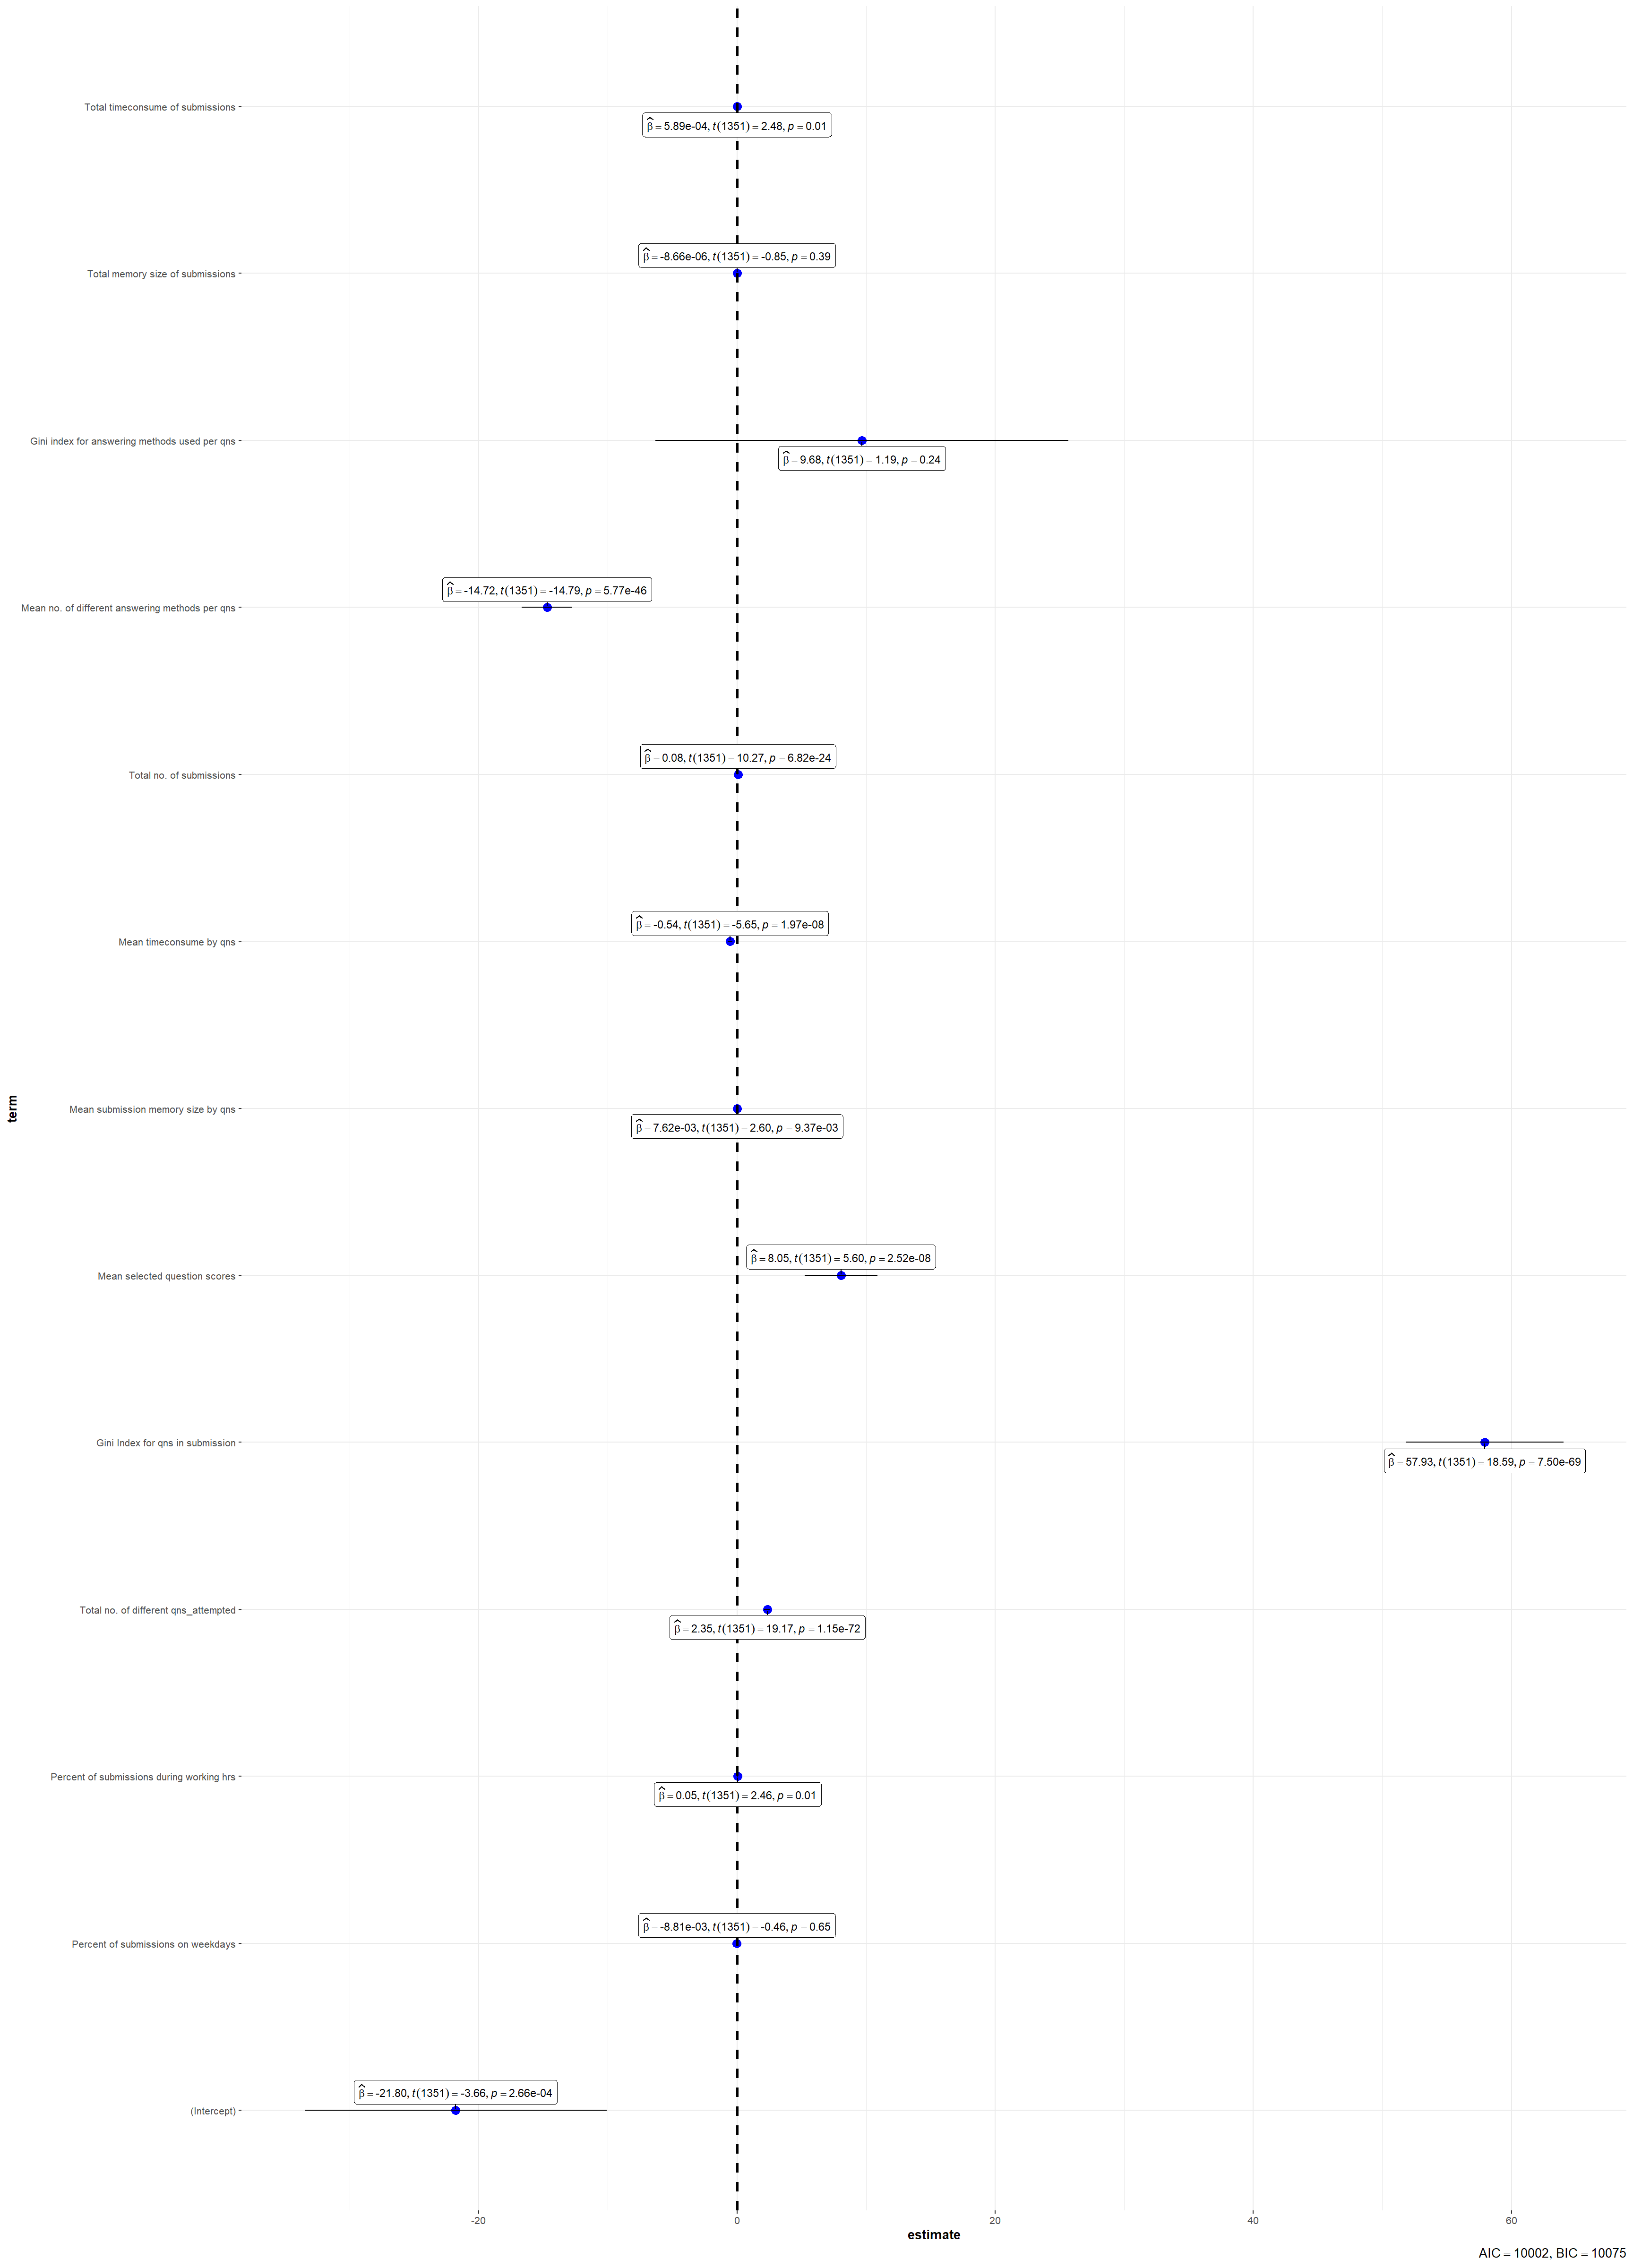 Total timeconsume of submissions
β̂ = 5.89e-04, t(1351) = 2.48, p = 0.01
β̂ = -8.66e-06, t(1351) = -0.85, p = 0.39
Total memory size of submissions
Gini index for answering methods used per qns
β̂ = 9.68, t(1351) = 1.19, p = 0.24
β̂ = -14.72, t(1351) = -14.79, p = 5.77e-46
Mean no. of different answering methods per qns
β̂ = 0.08, t(1351) = 10.27, p = 6.82e-24
Total no. of submissions
β̂ = -0.54, t(1351) = -5.65, p = 1.97e-08
Mean timeconsume by qns
term
Mean submission memory size by qns
β̂ = 7.62e-03, t(1351) = 2.60, p = 9.37e-03
β̂ = 8.05, t(1351) = 5.60, p = 2.52e-08
Mean selected question scores
Gini Index for qns in submission
β̂ = 57.93, t(1351) = 18.59, p = 7.50e-69
Total no. of different qns_attempted
β̂ = 2.35, t(1351) = 19.17, p = 1.15e-72
Percent of submissions during working hrs
β̂ = 0.05, t(1351) = 2.46, p = 0.01
β̂ = -8.81e-03, t(1351) = -0.46, p = 0.65
Percent of submissions on weekdays
β̂ = -21.80, t(1351) = -3.66, p = 2.66e-04
(Intercept)
-20 0 20 40 60
estimate
AIC = 10002, BIC = 10075